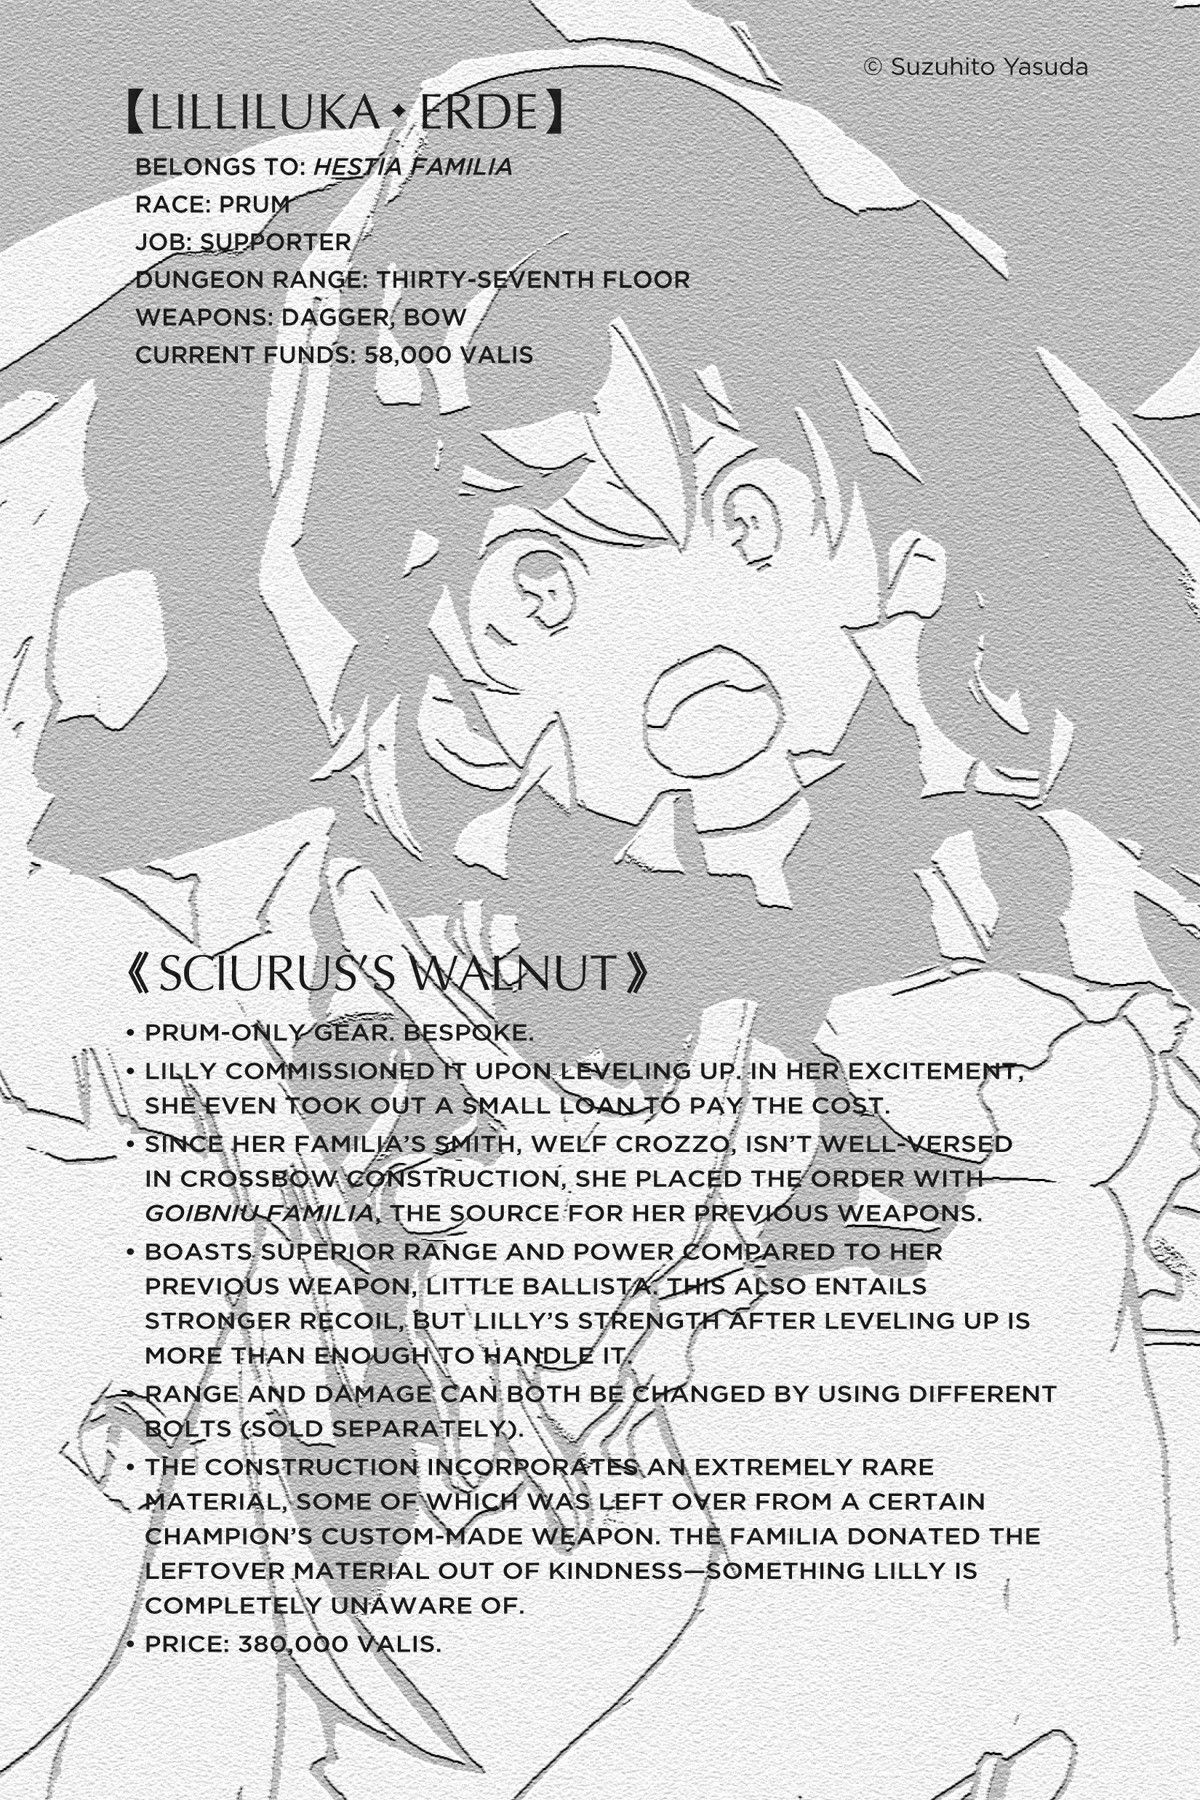 © Suzuhito Yasuda
【LILLILUKA ✦ ERDE】
BELONGS TO: HESTIA FAMILIA
RACE: PRUM
JOB: SUPPORTER
DUNGEON RANGE: THIRTY-SEVENTH FLOOR
WEAPONS: DAGGER, BOW
CURRENT FUNDS: 58,000 VALIS
《SCIURUS’S WALNUT》
• PRUM-ONLY GEAR. BESPOKE.
• LILLY COMMISSIONED IT UPON LEVELING UP. IN HER EXCITEMENT,
SHE EVEN TOOK OUT A SMALL LOAN TO PAY THE COST.
• SINCE HER FAMILIA’S SMITH, WELF CROZZO, ISN’T WELL-VERSED
IN CROSSBOW CONSTRUCTION, SHE PLACED THE ORDER WITH
GOIBNIU FAMILIA, THE SOURCE FOR HER PREVIOUS WEAPONS.
• BOASTS SUPERIOR RANGE AND POWER COMPARED TO HER
PREVIOUS WEAPON, LITTLE BALLISTA. THIS ALSO ENTAILS
STRONGER RECOIL, BUT LILLY’S STRENGTH AFTER LEVELING UP IS
MORE THAN ENOUGH TO HANDLE IT.
• RANGE AND DAMAGE CAN BOTH BE CHANGED BY USING DIFFERENT
BOLTS (SOLD SEPARATELY).
• THE CONSTRUCTION INCORPORATES AN EXTREMELY RARE
MATERIAL, SOME OF WHICH WAS LEFT OVER FROM A CERTAIN
CHAMPION’S CUSTOM-MADE WEAPON. THE FAMILIA DONATED THE
LEFTOVER MATERIAL OUT OF KINDNESS—SOMETHING LILLY IS
COMPLETELY UNAWARE OF.
• PRICE: 380,000 VALIS.